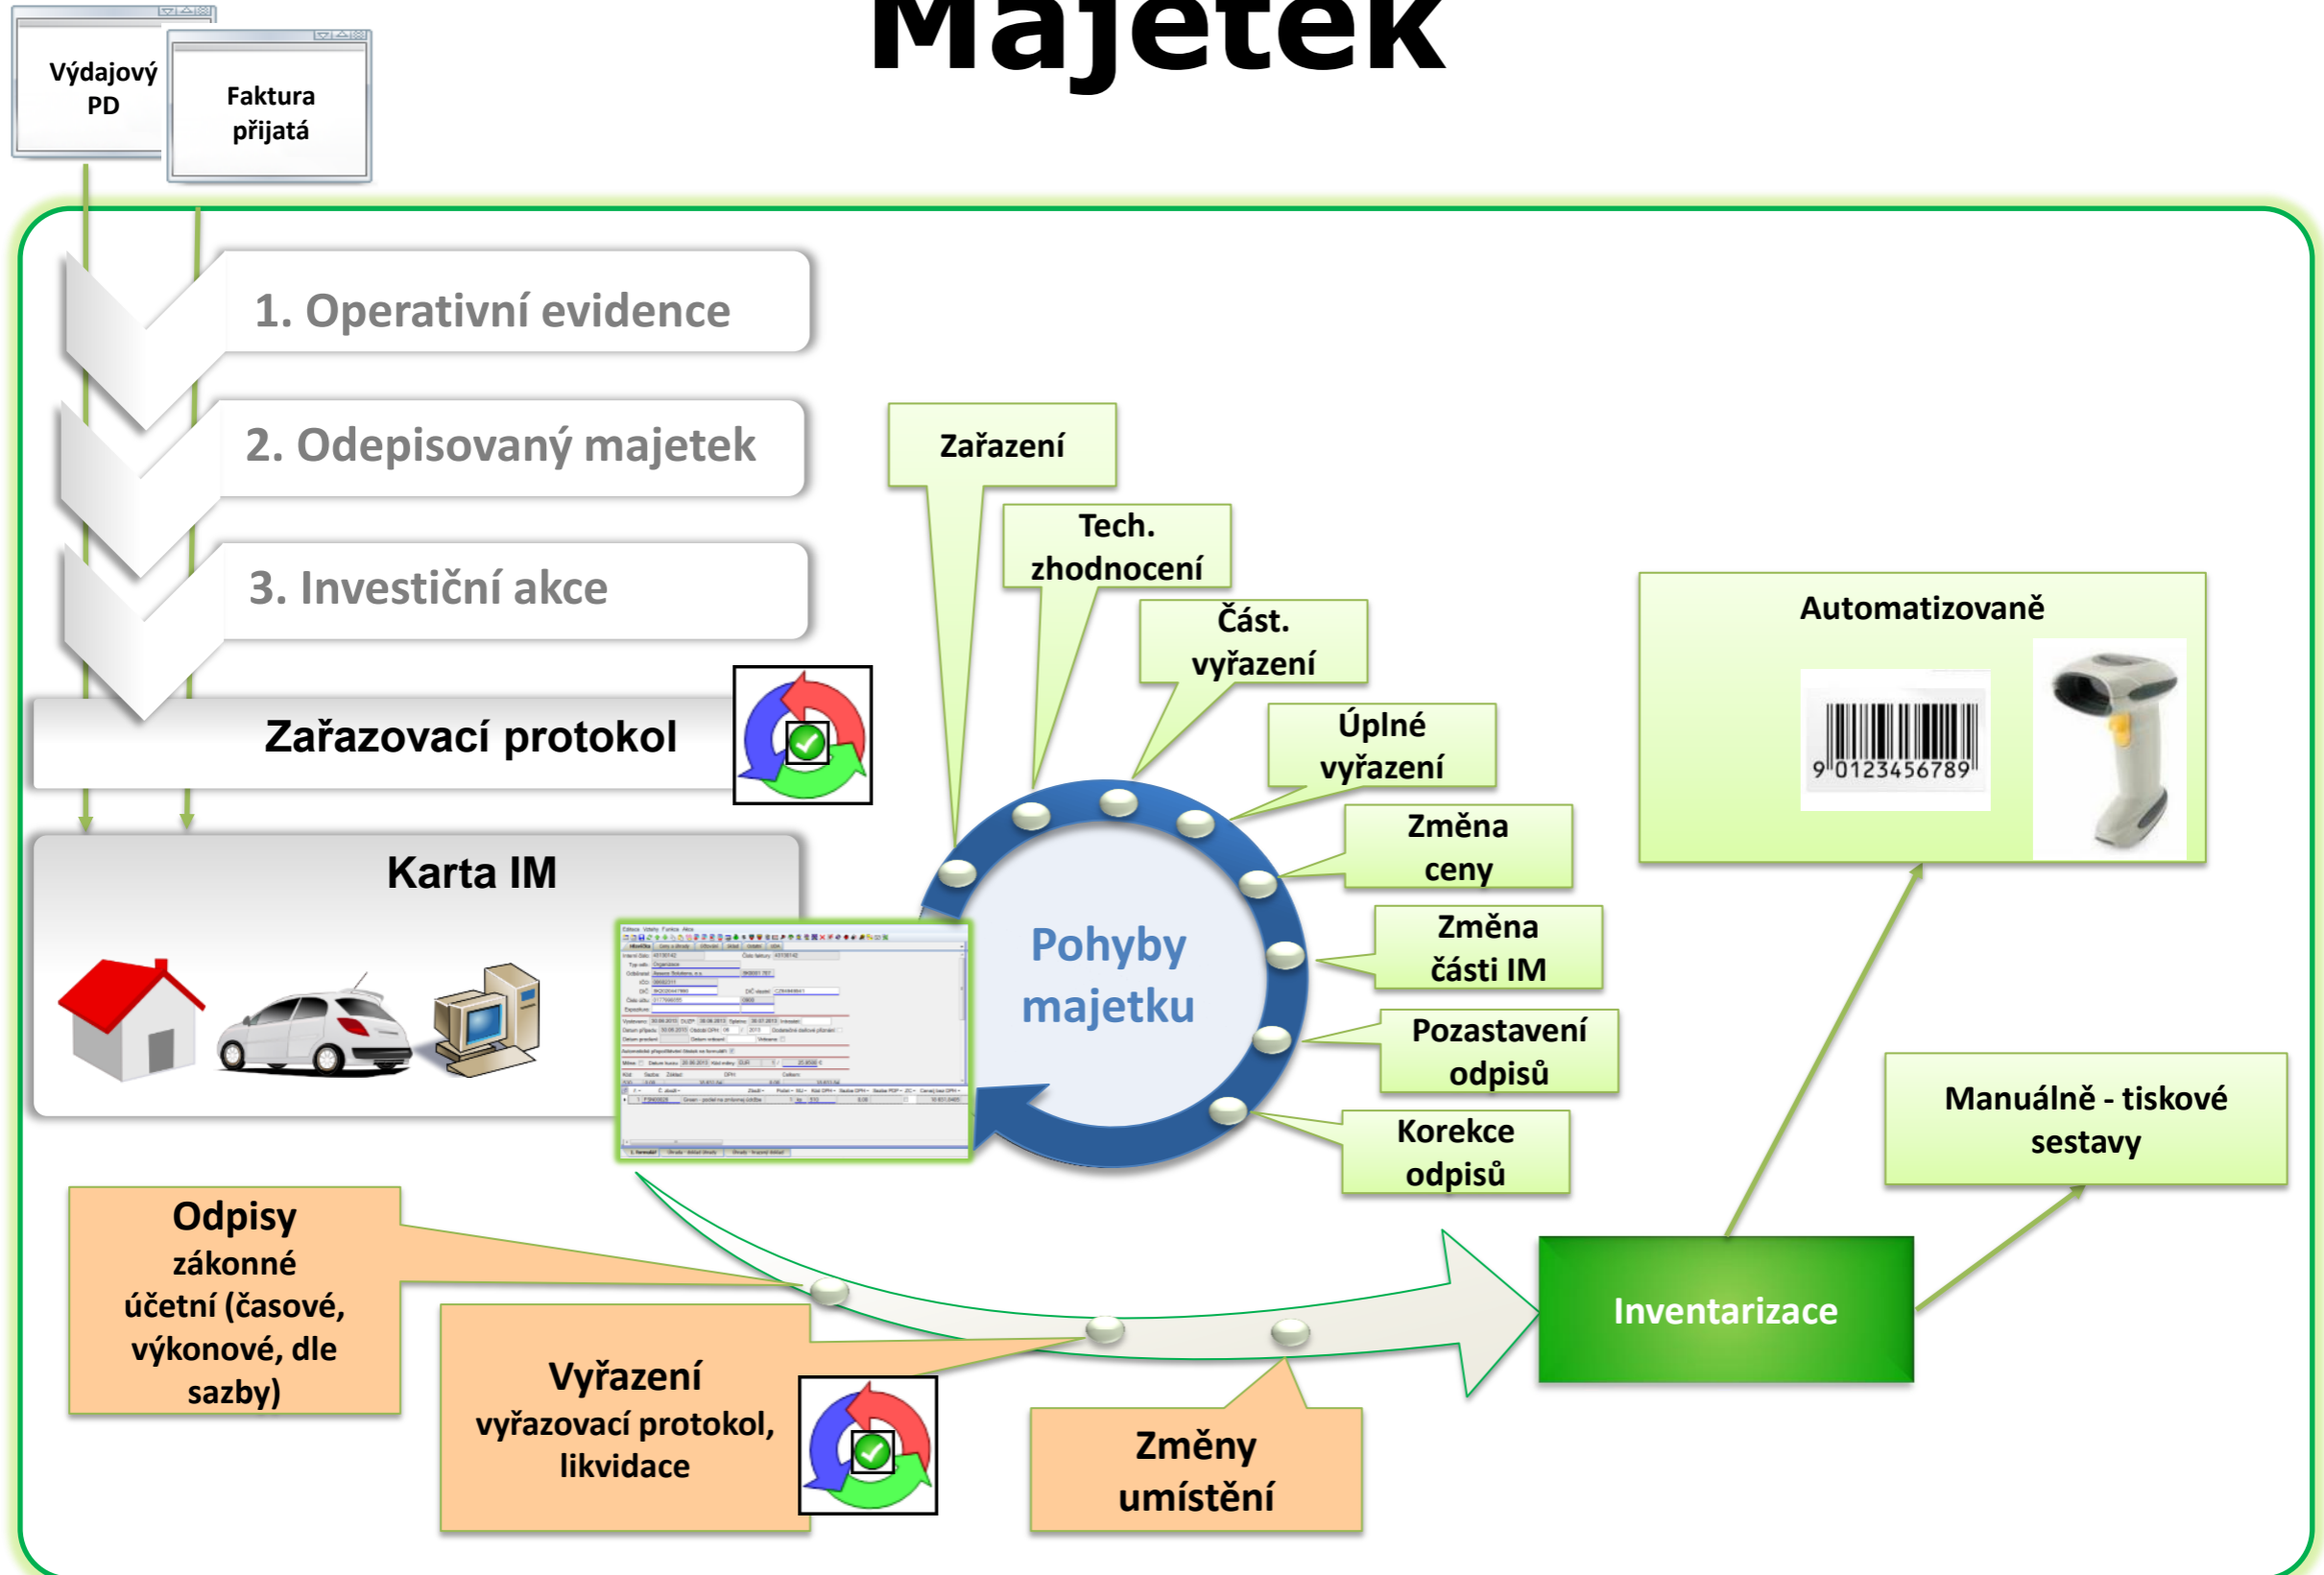 Majetek
Výdajový
PD
Faktura
přijatá
1. Operativní evidence
2. Odepisovaný majetek
3. Investiční akce
Zařazovací protokol
Karta IM
Zařazení
Tech.
zhodnocení
Část.
vyřazení
Úplné
vyřazení
Změna
ceny
Změna
části IM
Pozastavení
odpisů
Korekce
odpisů
Pohyby
majetku
Automatizovaně
9 0123456789
Manuálně - tiskové
sestavy
Inventarizace
Odpisy
zákonné
účetní (časové,
výkonové, dle
sazby)
Vyřazení
vyřazovací protokol,
likvidace
Změny
umístění